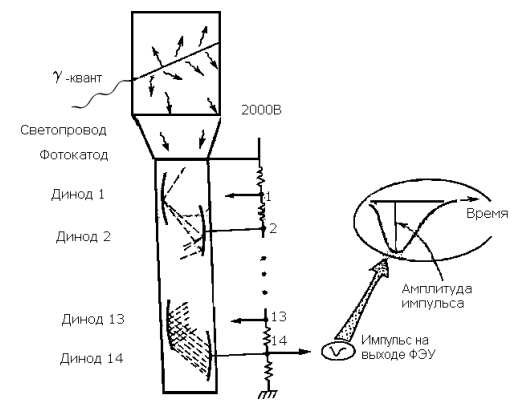 γ-квант
2000В
Светопровод
Фотокатод
Динод 1
1
Время
Динод 2
2
Амплитуда
импульса
Динод 13
13
14
Импульс на
выходе ФЭУ
Динод 14